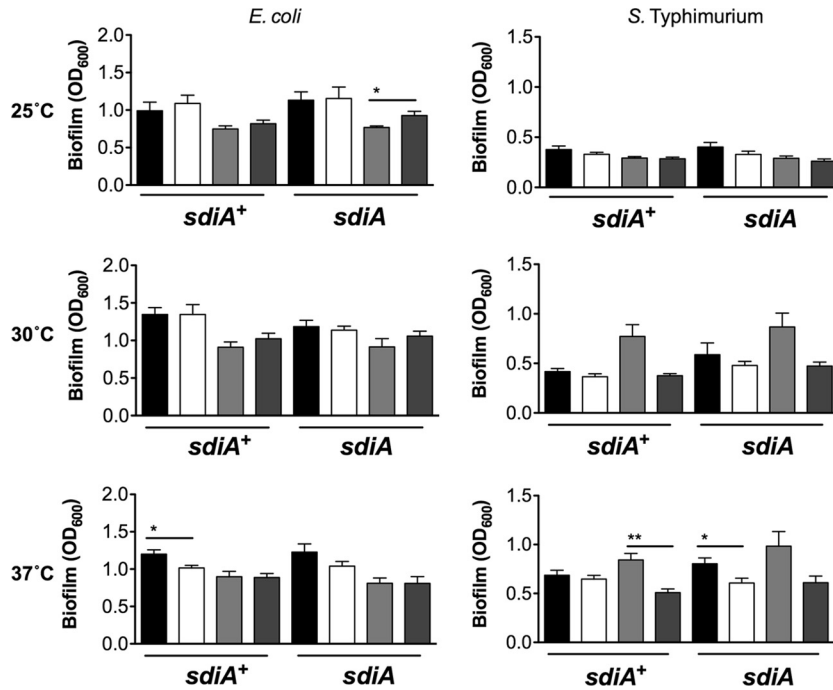 E. coli
S. Typhimurium
25˚C
Biofilm (OD600)
2.0
1.5
1.0
0.5
0.0
*
sdiA+
sdiA
Biofilm (OD600)
1.5
1.0
0.5
0.0
sdiA+
sdiA
30˚C
Biofilm (OD600)
2.0
1.5
1.0
0.5
0.0
sdiA+
sdiA
Biofilm (OD600)
1.5
1.0
0.5
0.0
sdiA+
sdiA
37˚C
Biofilm (OD600)
2.0
1.5
1.0
0.5
0.0
*
sdiA+
sdiA
Biofilm (OD600)
1.5
1.0
0.5
0.0
**
*
sdiA+
sdiA